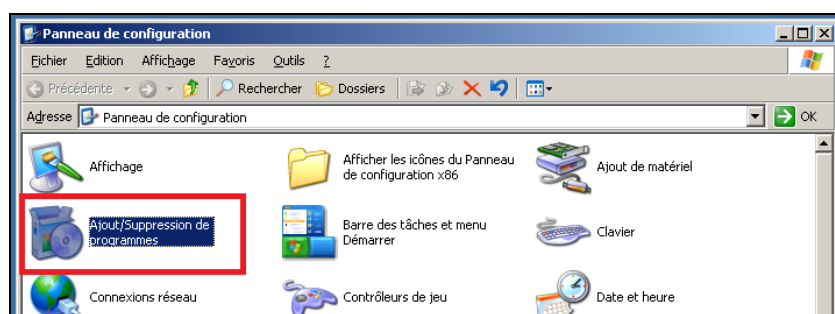 Panneau de configuration
Fichier Edition Affichage Favoris Outils ?
Précédente Rechercher Dossiers
Adresse Panneau de configuration OK
Affichage
Afficher les icônes du Panneau
de configuration x86
Ajout de matériel
Ajout/Suppression de
programmes
Barre des tâches et menu
Démarrer
Clavier
Connexions réseau
Contrôleurs de jeu
Date et heure